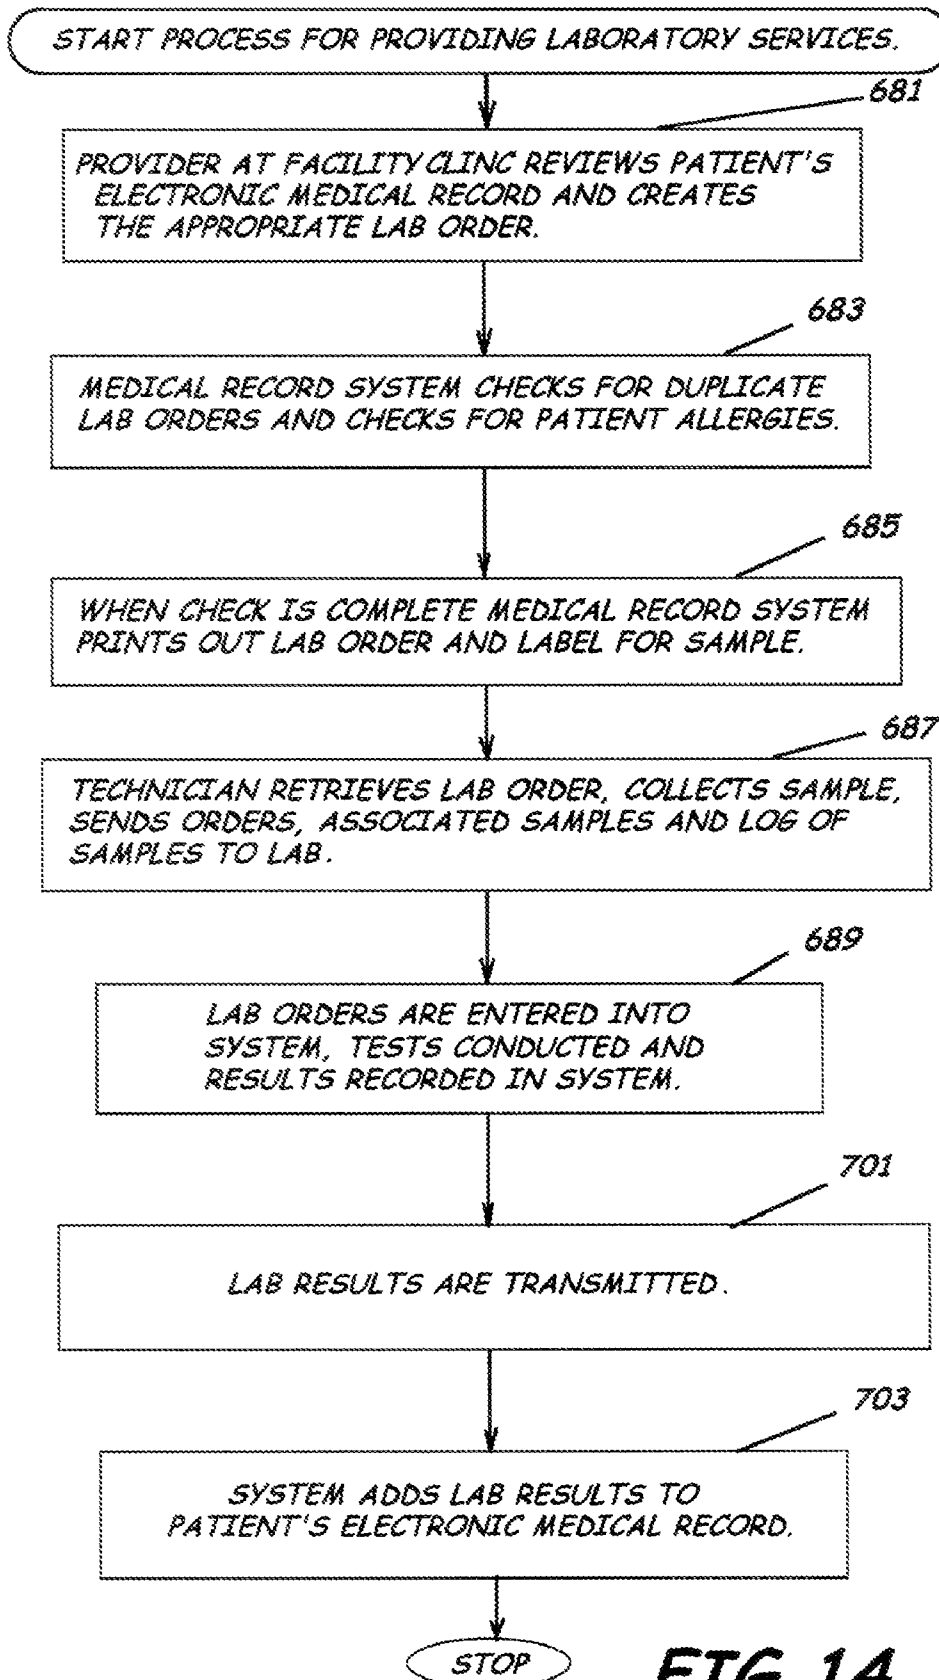 START PROCESS FOR PROVIDING LABORATORY SERVICES.
681
PROVIDER AT FACILITY CLINC REVIEWS PATIENT'S
ELECTRONIC MEDICAL RECORD AND CREATES
THE APPROPRIATE LAB ORDER.
683
MEDICAL RECORD SYSTEM CHECKS FOR DUPLICATE
LAB ORDERS AND CHECKS FOR PATIENT ALLERGIES.
685
WHEN CHECK IS COMPLETE MEDICAL RECORD SYSTEM
PRINTS OUT LAB ORDER AND LABEL FOR SAMPLE.
687
TECHNICIAN RETRIEVES LAB ORDER, COLLECTS SAMPLE,
SENDS ORDERS, ASSOCIATED SAMPLES AND LOG OF
SAMPLES TO LAB.
689
LAB ORDERS ARE ENTERED INTO
SYSTEM, TESTS CONDUCTED AND
RESULTS RECORDED IN SYSTEM.
701
LAB RESULTS ARE TRANSMITTED.
703
SYSTEM ADDS LAB RESULTS TO
PATIENT'S ELECTRONIC MEDICAL RECORD.
STOP
FIG 14